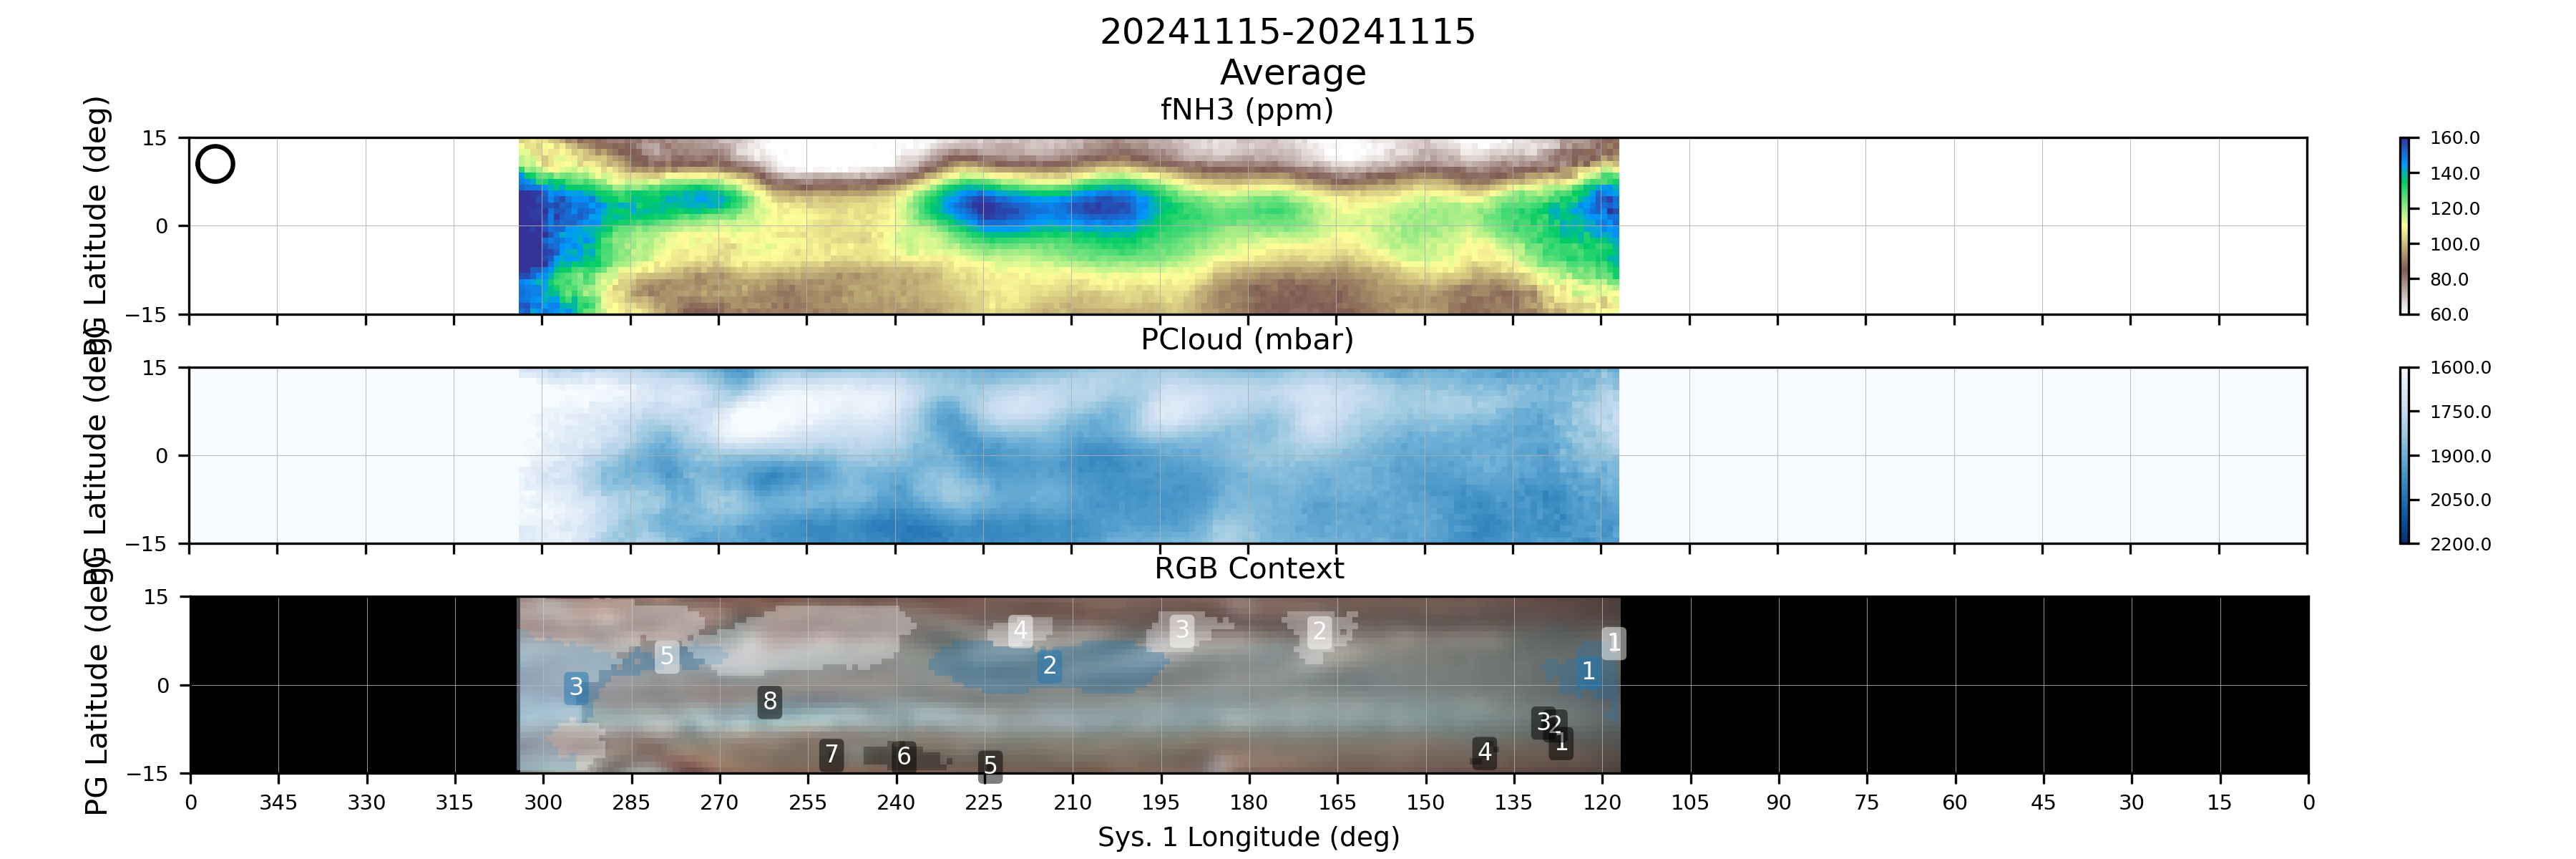 20241115-20241115
Average
fNH3 (ppm)
PG Latitude (deg)
15
0
−15
160.0
140.0
120.0
100.0
80.0
60.0
PCloud (mbar)
PG Latitude (deg)
15
0
−15
1600.0
1750.0
1900.0
2050.0
2200.0
RGB Context
PG Latitude (deg)
15
0
−15
4 3 2 1
5 2 1
3
8
3 2
1
7 6 5 4
0 345 330 315 300 285 270 255 240 225 210 195 180 165 150 135 120 105 90 75 60 45 30 15 0
Sys. 1 Longitude (deg)